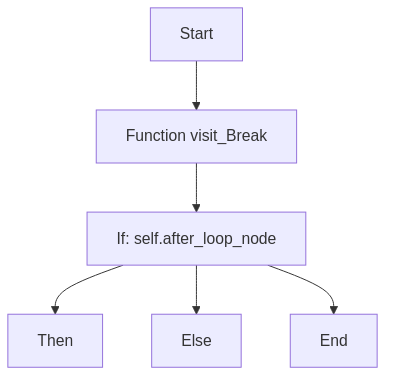 Start
Function visit_Break
If: self.after_loop_node
Then
Else
End